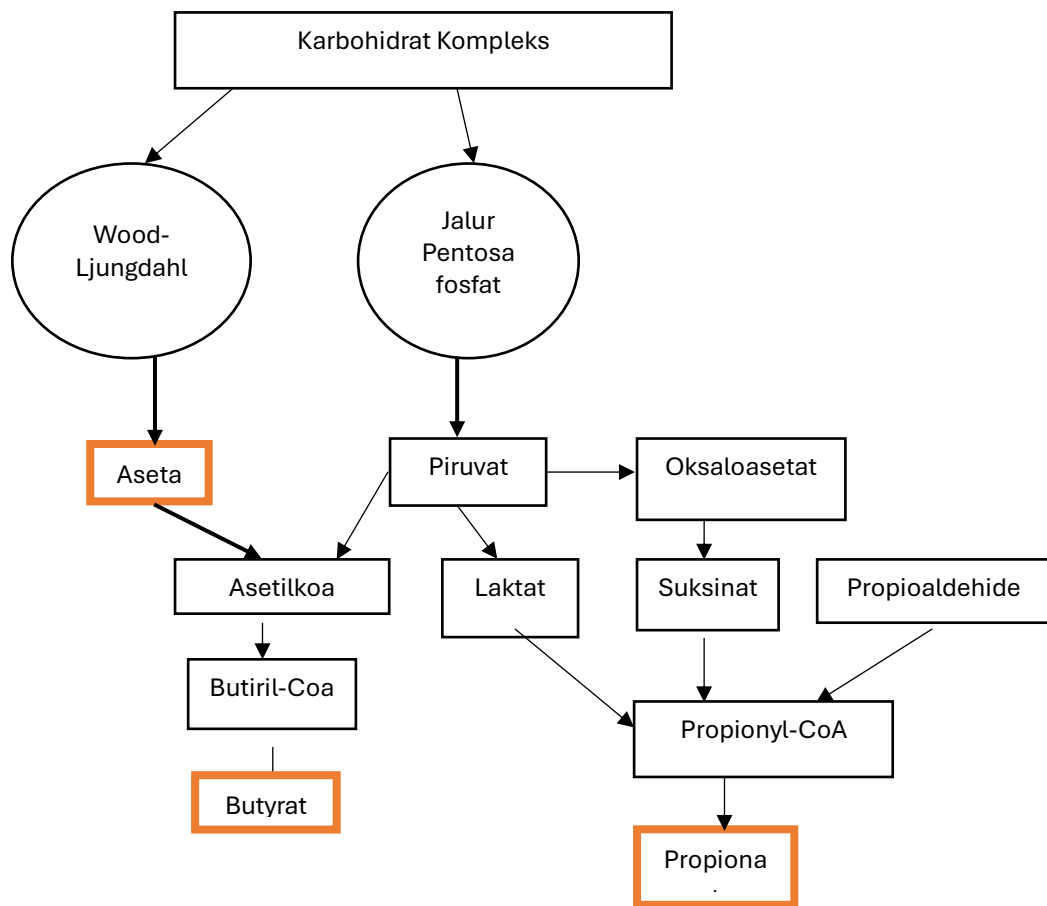 Karbohidrat Kompleks
Wood-
Ljungdahl
Jalur
Pentosa
fosfat
Aseta
Piruvat
Oksaloasetat
Asetilkoa
Laktat
Suksinat
Propioaldehide
Butiril-Coa
Propionyl-CoA
Butyrat
Propiona